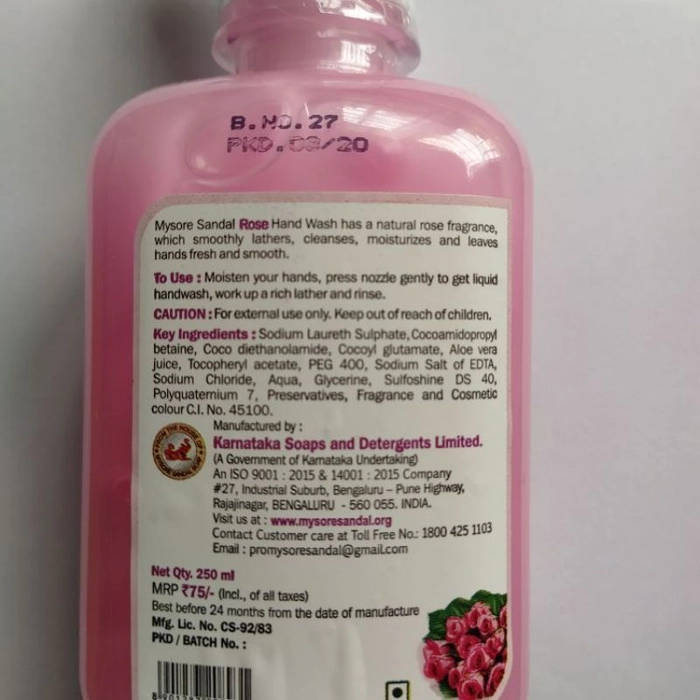 B.NO.27
PKD.03/20
Mysore Sandal Rose Hand Wash has a natural rose fragrance,
which smoothly lathers, cleanses, moisturizes and leaves
hands fresh and smooth.
To Use : Moisten your hands, press nozzle gently to get liquid
handwash, work up a rich lather and rinse.
CAUTION : For external use only. Keep out of reach of children.
Key Ingredients : Sodium Laureth Sulphate, Cocoamidopropyl
betaine, Coco diethanolamide, Cocoyl glutamate, Aloe vera
juice, Tocopheryl acetate, PEG 400, Sodium Salt of EDTA,
Sodium Chloride, Aqua, Glycerine, Sulfoshine DS 40,
Polyquaternium 7, Preservatives, Fragrance and Cosmetic
colour C.I. No. 45100.
Manufactured by :
Karnataka Soaps and Detergents Limited.
(A Government of Karnataka Undertaking)
An ISO 9001 : 2015 & 14001 : 2015 Company
#27, Industrial Suburb, Bengaluru – Pune Highway,
Rajajinagar, BENGALURU - 560 055. INDIA.
Visit us at : www.mysoresandal.org
Contact Customer care at Toll Free No.: 1800 425 1103
Email : promysoresandal@gmail.com
Net Qty. 250 ml
MRP ₹75/- (Incl., of all taxes)
Best before 24 months from the date of manufacture
Mfg. Lic. No. CS-92/83
PKD / BATCH No. :